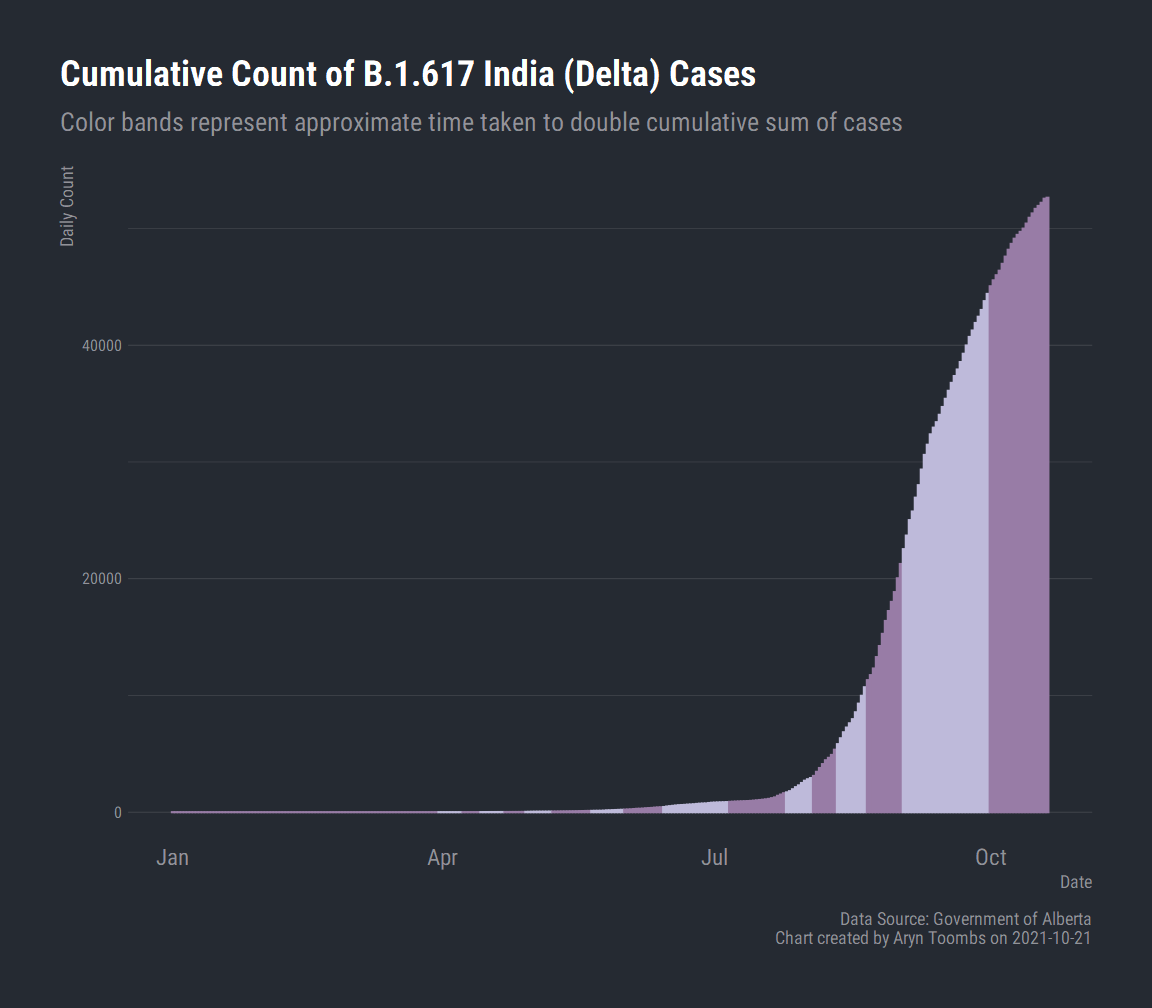 Cumulative Count of B.1.617 India (Delta) Cases
Color bands represent approximate time taken to double cumulative sum of cases
Daily Count
40000
20000
0
Jan
Apr
Jul
Oct
Date
Data Source: Government of Alberta
Chart created by Aryn Toombs on 2021-10-21